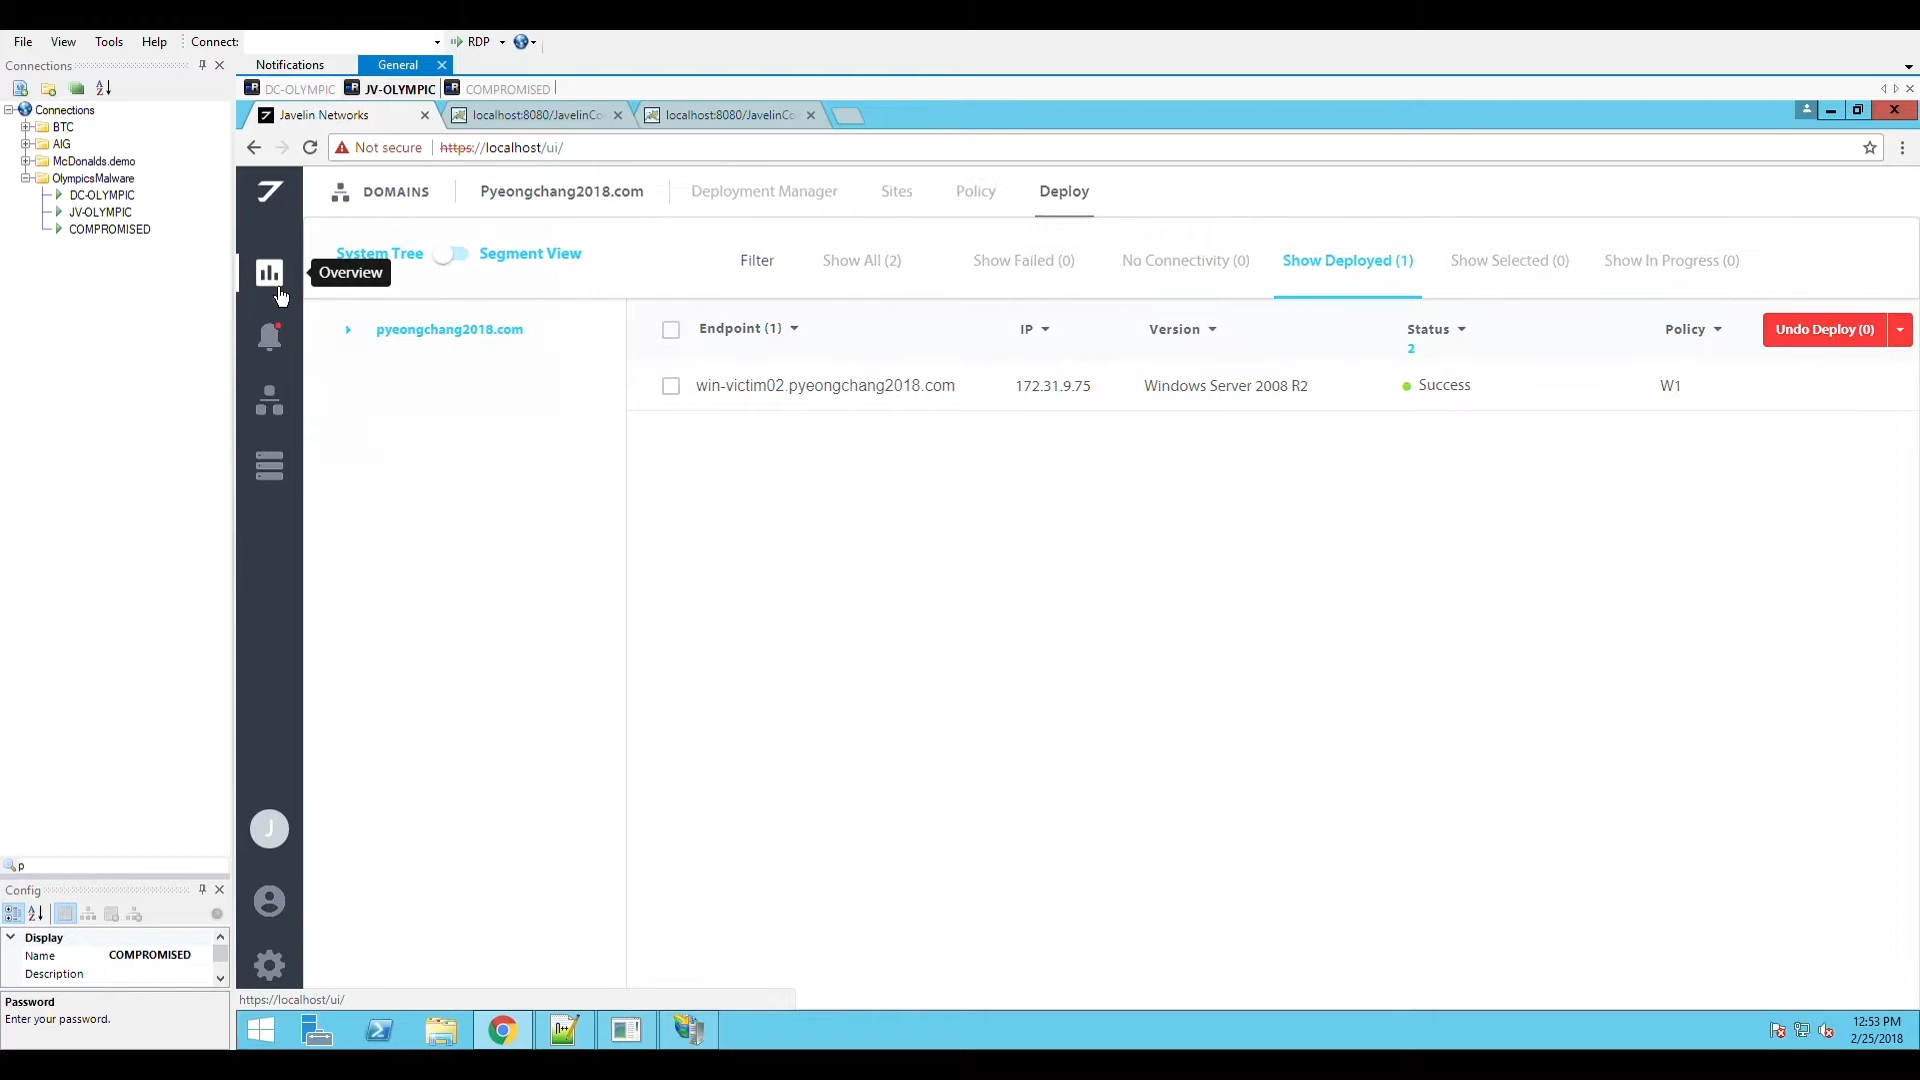 File View Tools Help Connect: RDP
Connections
Notifications General
DC-OLYMPIC JV-OLYMPIC COMPROMISED
Connections
BTC
AIG
McDonalds.demo
OlympicsMalware
DC-OLYMPIC
JV-OLYMPIC
COMPROMISED
Javelin Networks localhost:8080/JavelinCo localhost:8080/JavelinCo
Not secure https://localhost/ui/
DOMAINS Pyeongchang2018.com Deployment Manager Sites Policy Deploy
System Tree Segment View
Filter Show All (2) Show Failed (0) No Connectivity (0) Show Deployed (1) Show Selected (0) Show In Progress (0)
Overview
pyeongchang2018.com
Endpoint (1) IP Version Status Policy Undo Deploy (0)
2
win-victim02.pyeongchang2018.com 172.31.9.75 Windows Server 2008 R2 Success W1
J
p
Config
Display
Name COMPROMISED
Description
Password
Enter your password.
https://localhost/ui/
12:53 PM
2/25/2018